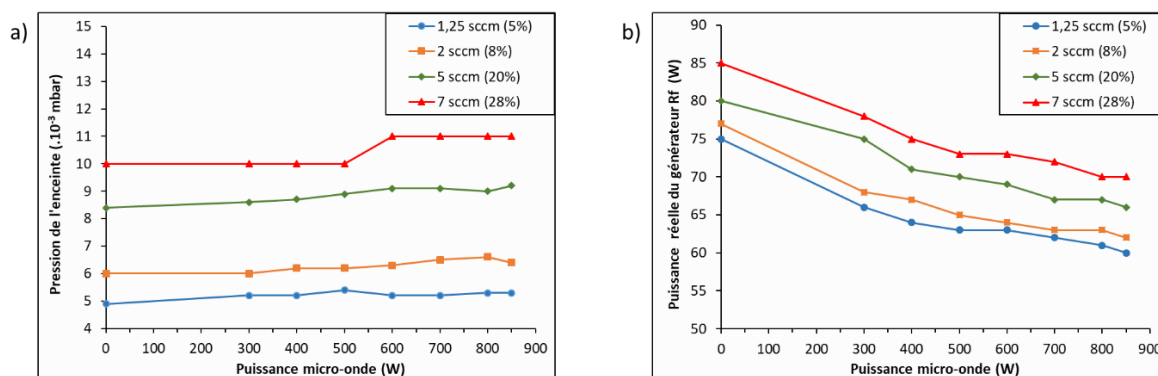 a)
15
14
13
12
11
10
9
8
7
6
5
4
Pression de l'enceinte (.10⁻³ mbar)
0 100 200 300 400 500 600 700 800 900
Puissance micro-onde (W)
1,25 sccm (5%)
2 sccm (8%)
5 sccm (20%)
7 sccm (28%)
b)
90
85
80
75
70
65
60
55
50
Puissance réelle du générateur Rf (W)
0 100 200 300 400 500 600 700 800 900
Puissance micro-onde (W)
1,25 sccm (5%)
2 sccm (8%)
5 sccm (20%)
7 sccm (28%)